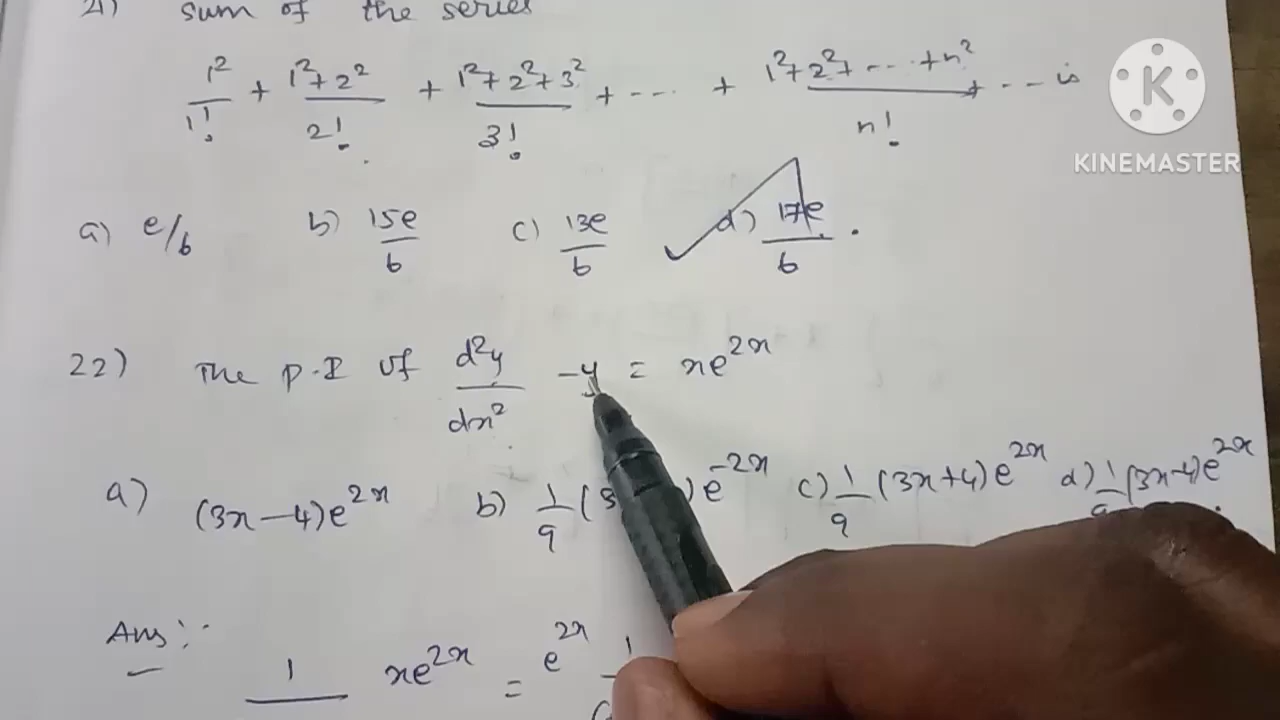 21) Sum of the series
1²/1! + 1²+2²/2! + 1²+2²+3²/3! + --- + 1²+2²+ --- +n²/n! + --- is
a) e/6 b) 15e/6 c) 13e/6 d) 17e/6 .
22) The P.I of d²y/dx² -y = xe^2x
a) (3x-4)e^2x b) 1/9 (3 )e^-2x c) 1/9 (3x+4)e^2x d) 1/9 (3x-4)e^2x
Ans :-
1 xe^2x = e^2x 1
K
KINEMASTER